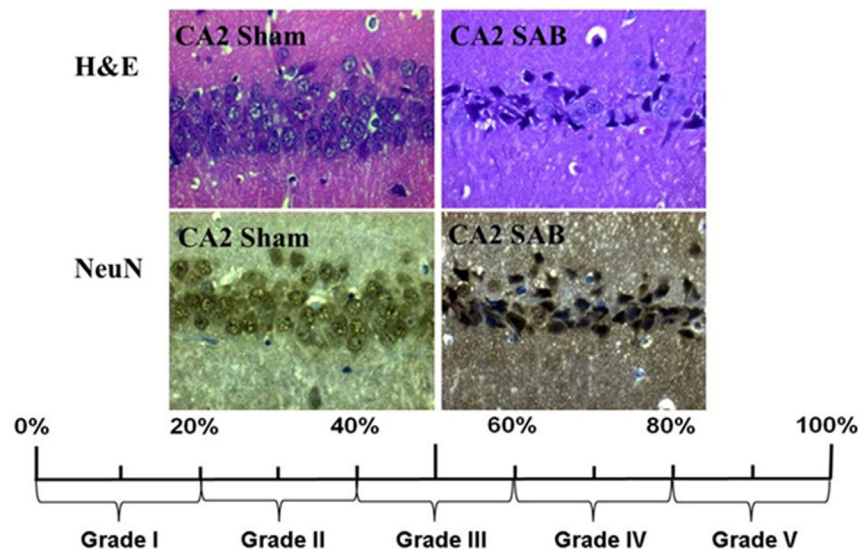 H&E
CA2 Sham
CA2 SAB
NeuN
CA2 Sham
CA2 SAB
0%
20%
40%
60%
80%
100%
Grade I
Grade II
Grade III
Grade IV
Grade V